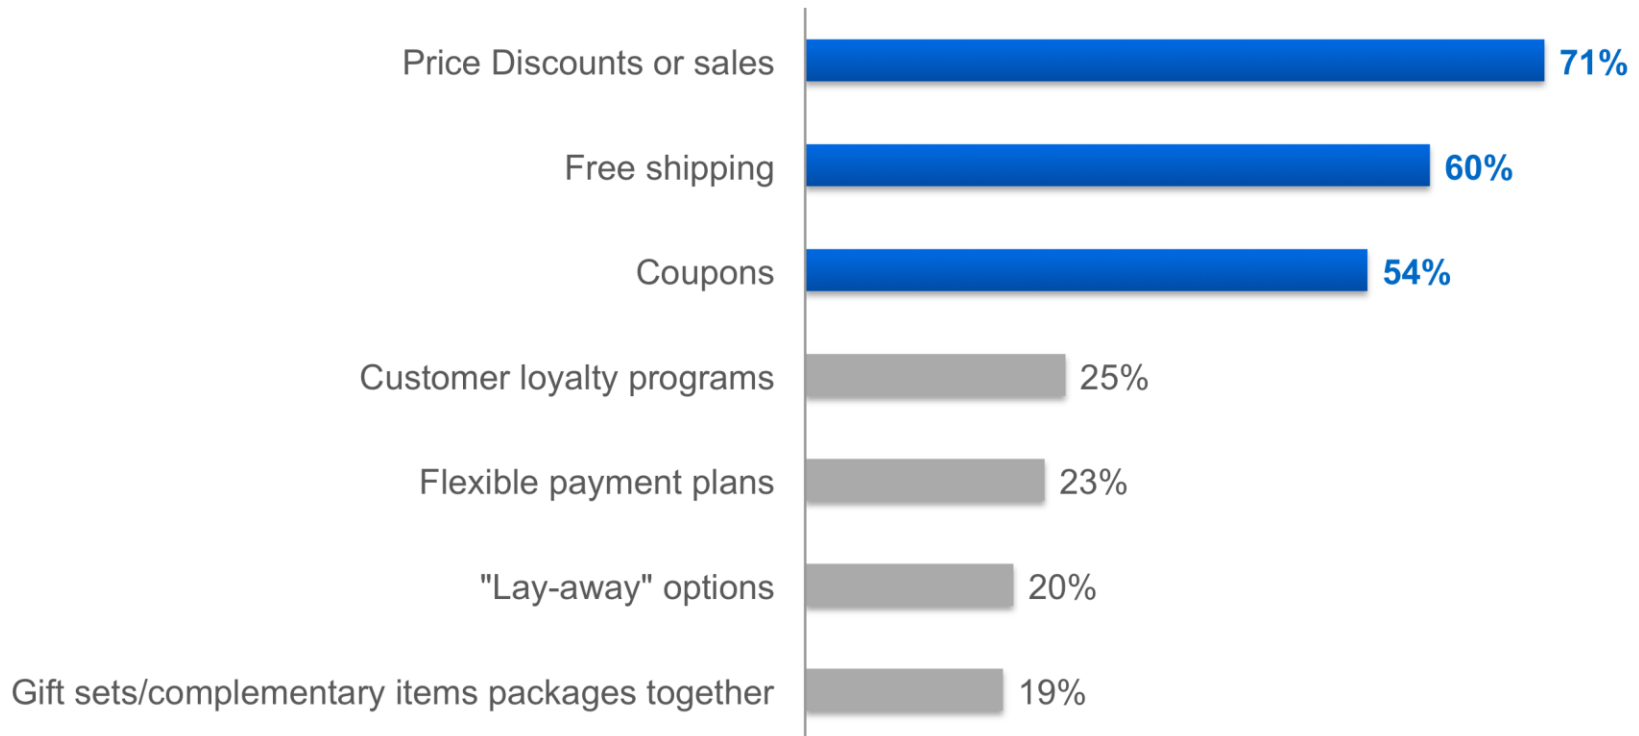 Price Discounts or sales 71%
Free shipping 60%
Coupons 54%
Customer loyalty programs 25%
Flexible payment plans 23%
"Lay-away" options 20%
Gift sets/complementary items packages together 19%